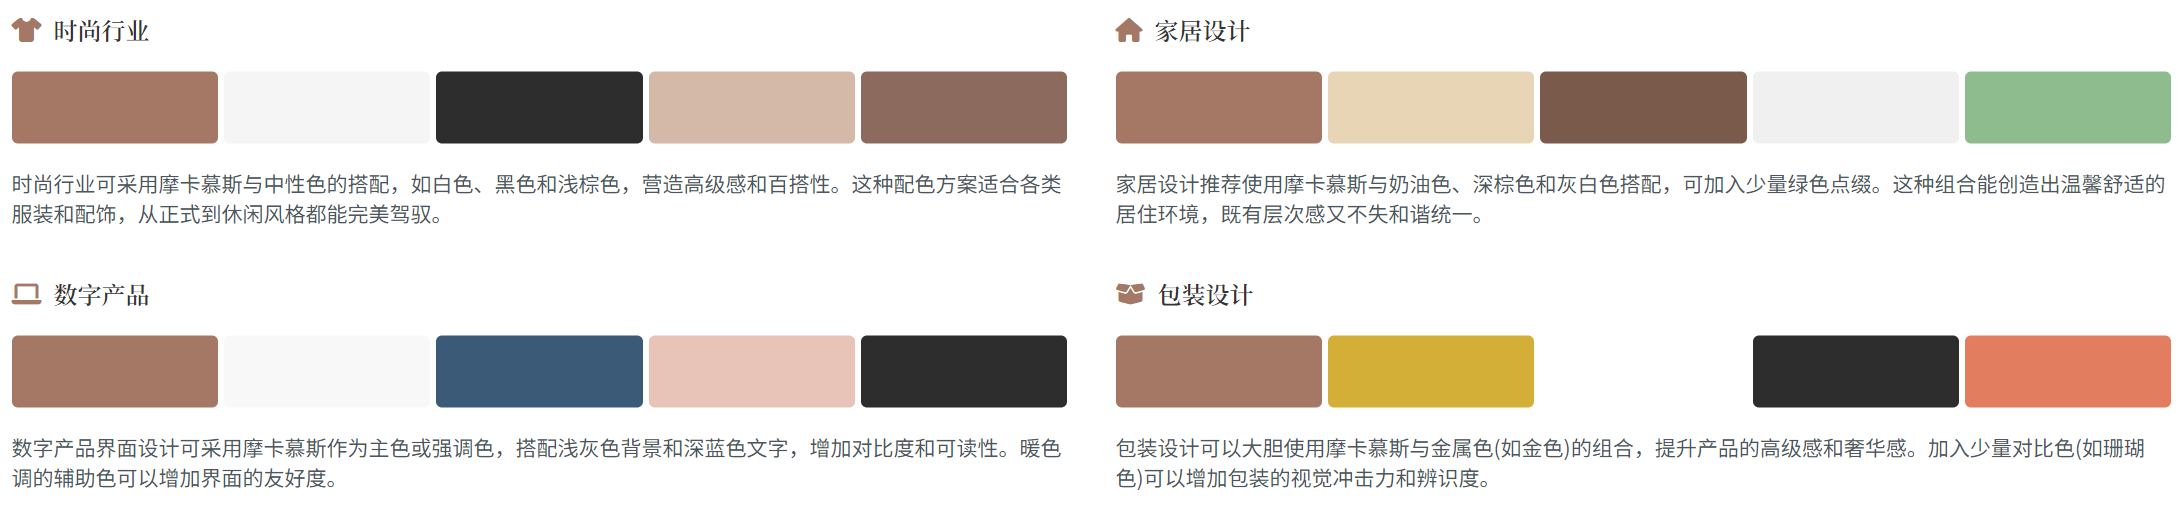 时尚行业
时尚行业可采用摩卡慕斯与中性色的搭配，如白色、黑色和浅棕色，营造高级感和百搭性。这种配色方案适合各类
服装和配饰，从正式到休闲风格都能完美驾驭。
家居设计
家居设计推荐使用摩卡慕斯与奶油色、深棕色和灰白色搭配，可加入少量绿色点缀。这种组合能创造出温馨舒适的
居住环境，既有层次感又不失和谐统一。
数字产品
数字产品界面设计可采用摩卡慕斯作为主色或强调色，搭配浅灰色背景和深蓝色文字，增加对比度和可读性。暖色
调的辅助色可以增加界面的友好度。
包装设计
包装设计可以大胆使用摩卡慕斯与金属色(如金色)的组合，提升产品的高级感和奢华感。加入少量对比色(如珊瑚
色)可以增加包装的视觉冲击力和辨识度。